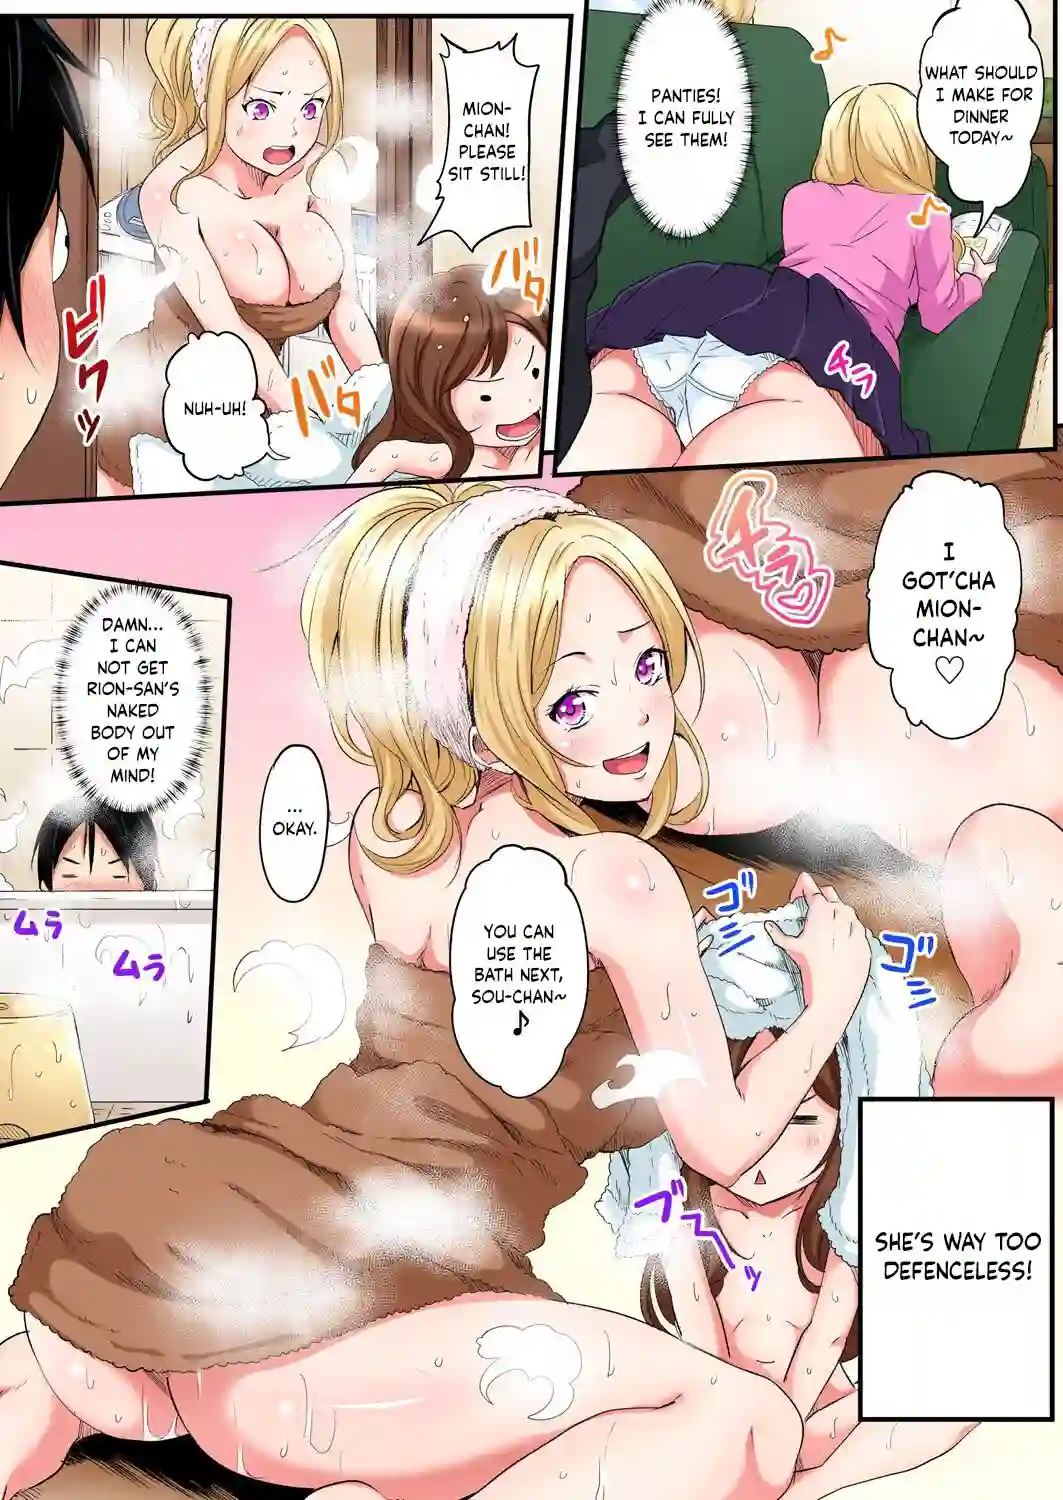 WHAT SHOULD
I MAKE FOR
DINNER
TODAY~
PANTIES!
I CAN FULLY
SEE THEM!
チラ
MION-
CHAN!
PLEASE
SIT STILL!
バタ
バタ
NUH-UH!
ビクッ
I
GOT'CHA
MION-
CHAN~
♡
チラ♡
YOU CAN
USE THE
BATH NEXT,
SOU-CHAN~
♪
...
OKAY.
ゴシ
ゴシ
ブルッ
SHE'S WAY TOO
DEFENCELESS!
DAMN...
I CAN
NOT GET
RION-SAN'S
NAKED
BODY OUT
OF MY
MIND!
ムラ
ムラ